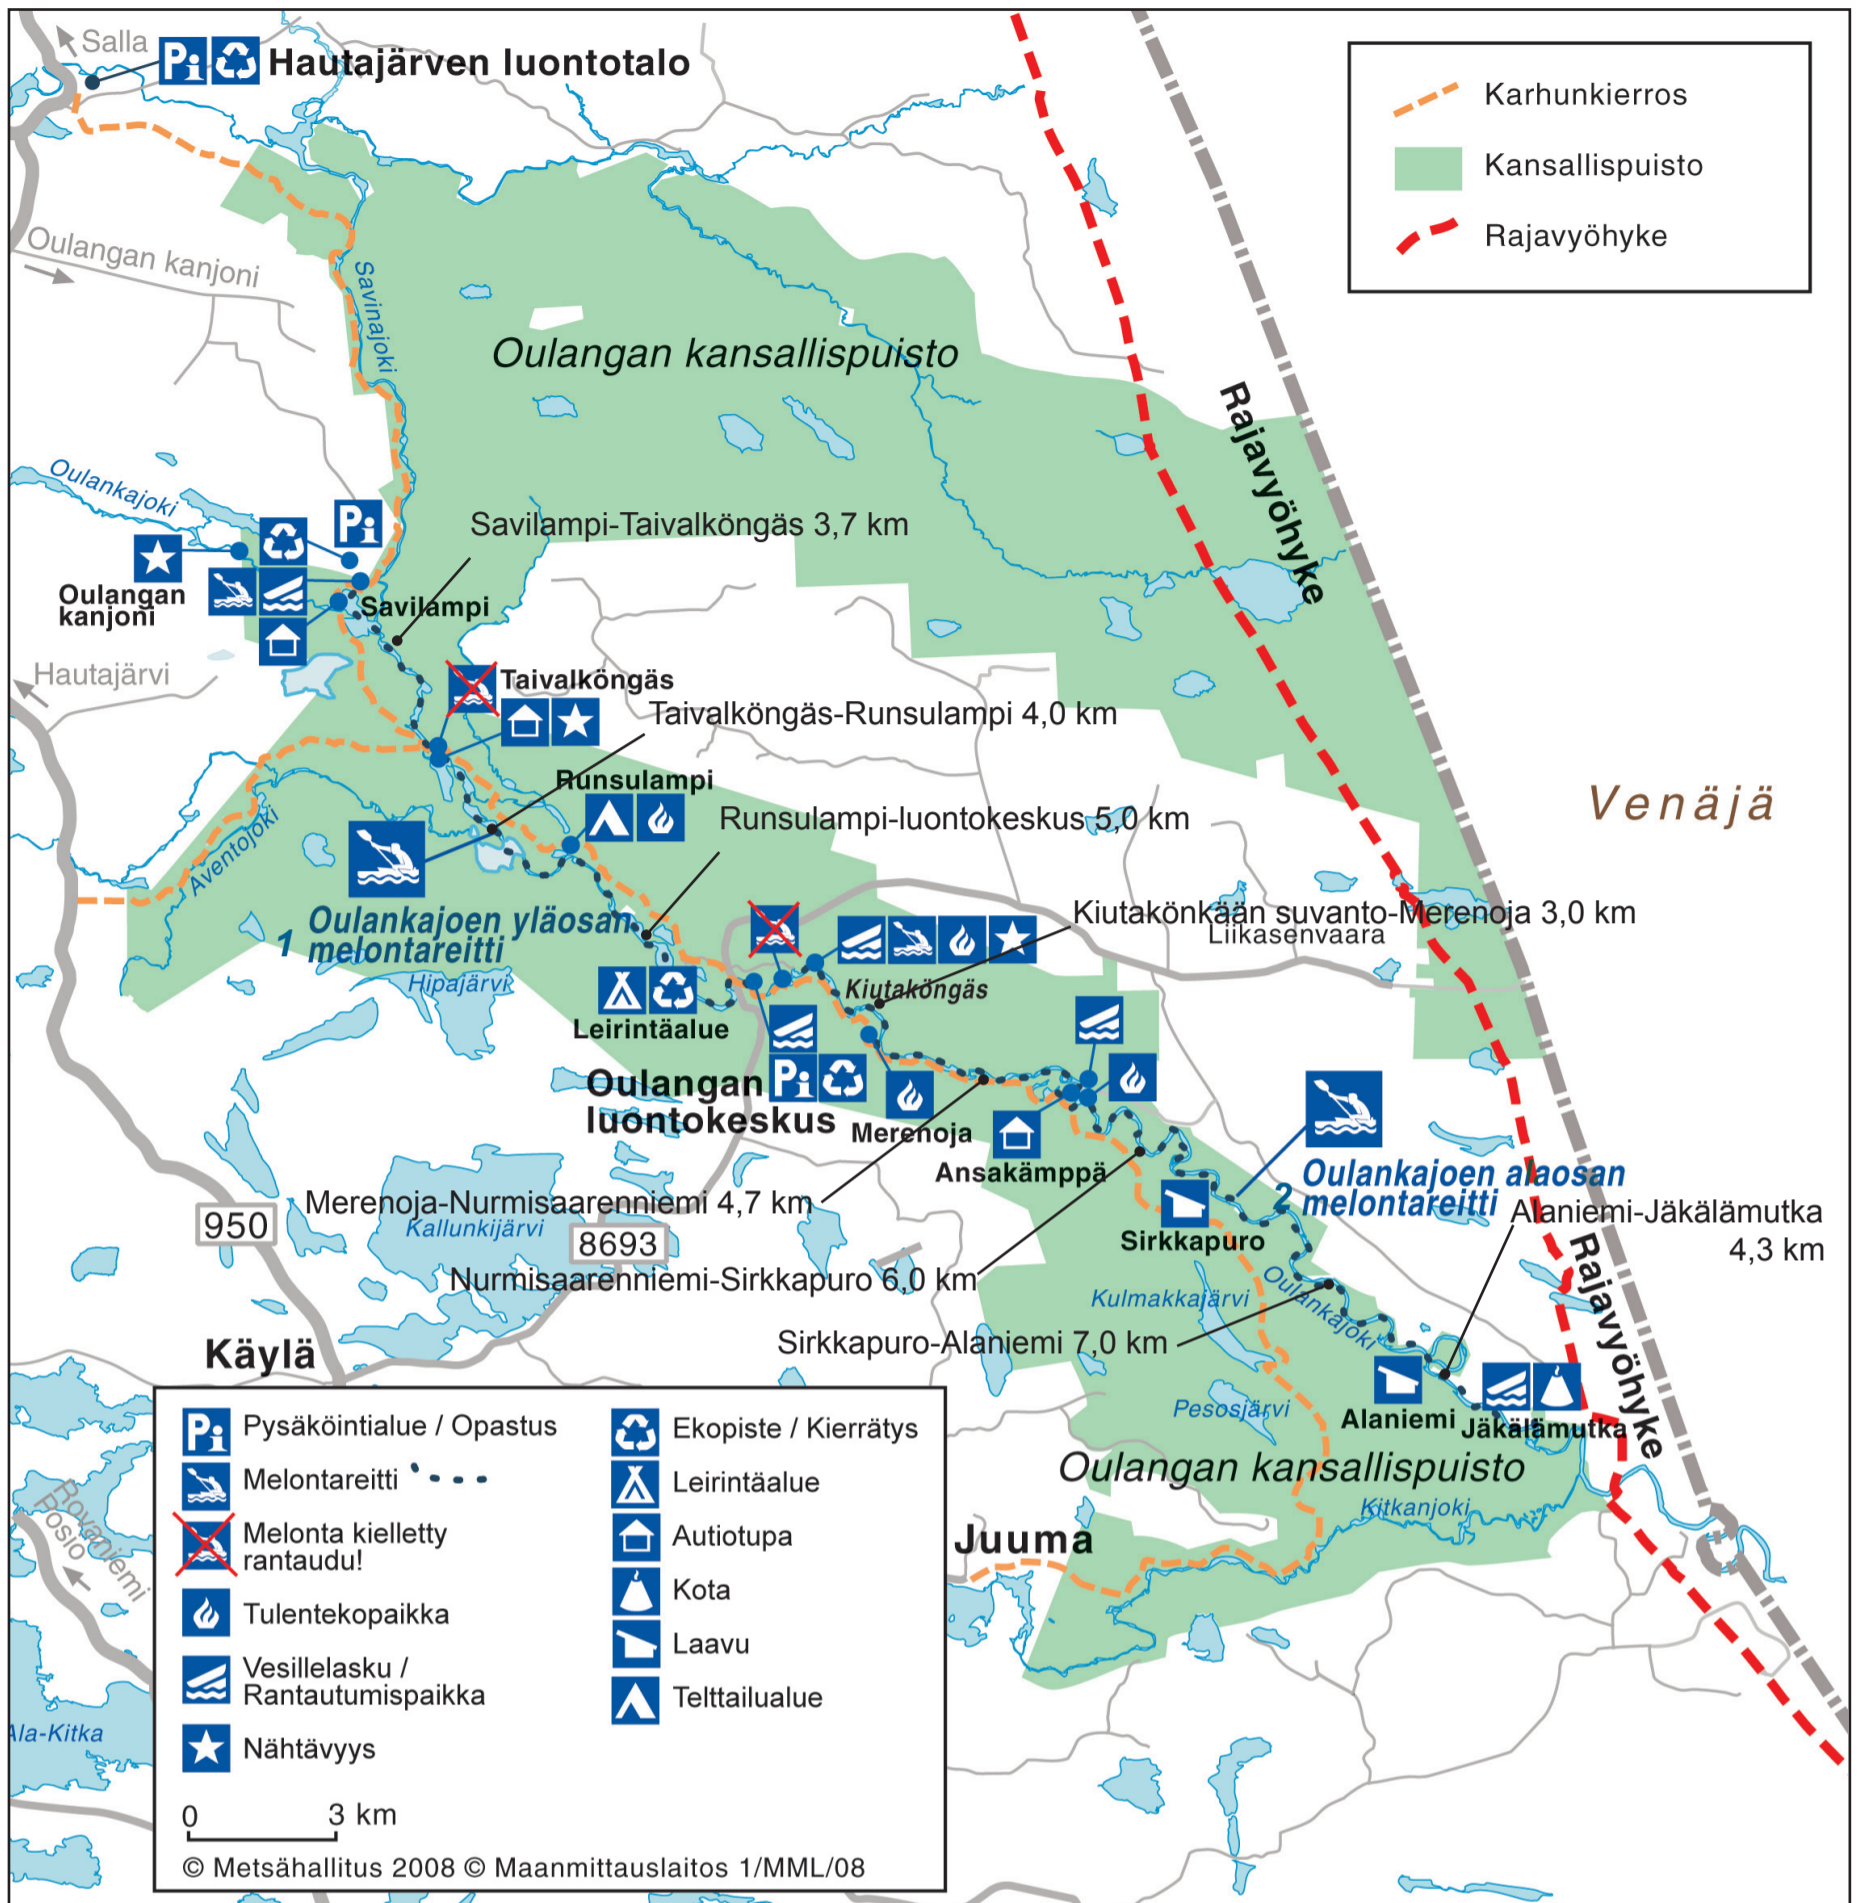 Salla
Hautajärven luontotalo
Karhunkierros
Kansallispuisto
Rajavyöhyke
Oulangan kanjoni
Savinajoki
Oulangan kansallispuisto
Rajavyöhyke
Oulankajoki
Savilampi-Taivalköngäs 3,7 km
Oulangan
kanjoni
Savilampi
Hautajärvi
Taivalköngäs
Taivalköngäs-Runsulampi 4,0 km
Runsulampi
Runsulampi-luontokeskus 5,0 km
Venäjä
Aventojoki
1 Oulankajoen yläosan
melontareitti
Kiutakönkään suvanto-Merenoja 3,0 km
Liikasenvaara
Hipajärvi
Kiutaköngäs
Leirintäalue
Oulangan
luontokeskus
Merenoja
Ansakämppä
2 Oulankajoen alaosan
melontareitti
Merenoja-Nurmisaarenniemi 4,7 km
950
Kallunkijärvi
8693
Sirkkapuro
Alaniemi-Jäkälämutka
4,3 km
Nurmisaarenniemi-Sirkkapuro 6,0 km
Kulmakkajärvi
Oulankajoki
Rajavyöhyke
Sirkkapuro-Alaniemi 7,0 km
Käylä
Pesosjärvi
Alaniemi
Jäkälämutka
Oulangan kansallispuisto
Kitkanjoki
Juuma
Rovaniemi
Posio
Ala-Kitka
Pysäköintialue / Opastus
Melontareitti
Melonta kielletty
rantaudu!
Tulentekopaikka
Vesillelasku /
Rantautumispaikka
Nähtävyys
Ekopiste / Kierrätys
Leirintäalue
Autiotupa
Kota
Laavu
Telttailualue
0 3 km
© Metsähallitus 2008 © Maanmittauslaitos 1/MML/08